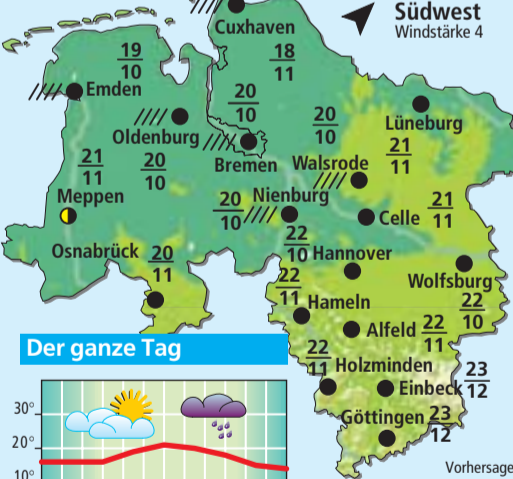 Südwest
Windstärke 4
Cuxhaven
19
10
18
11
Emden
20
10
Oldenburg
20
10
Lüneburg
Bremen
Walsrode
21
11
21
11
20
10
Meppen
20
10
Nienburg
Celle
21
11
Osnabrück
20
11
22
10
Hannover
Wolfsburg
22
10
22
11
Hameln
Alfeld
22
11
Der ganze Tag
22
11
Holzminden
Einbeck
23
12
Göttingen
23
12
30°
20°
10°
Vorhersage